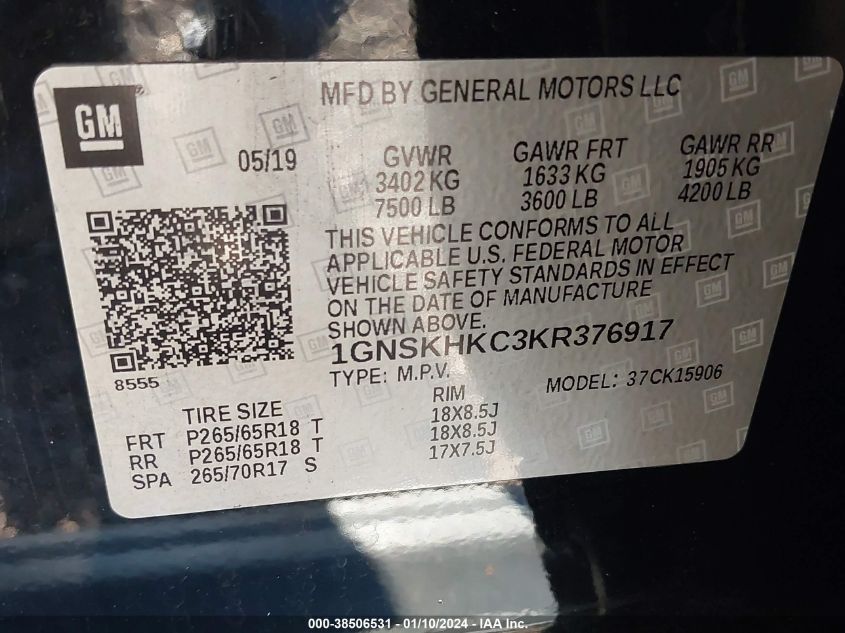 MFD BY GENERAL MOTORS LLC
GM
05/19
GVWR GAWR FRT GAWR RR
3402 KG 1633 KG 1905 KG
7500 LB 3600 LB 4200 LB
THIS VEHICLE CONFORMS TO ALL
APPLICABLE U.S. FEDERAL MOTOR
VEHICLE SAFETY STANDARDS IN EFFECT
ON THE DATE OF MANUFACTURE
SHOWN ABOVE.
1GNSKHKC3KR376917
8555
TYPE: M.P.V. MODEL: 37CK15906
TIRE SIZE RIM
FRT P265/65R18 T 18X8.5J
RR P265/65R18 T 18X8.5J
SPA 265/70R17 S 17X7.5J
000-38506531 - 01/10/2024 - IAA Inc.